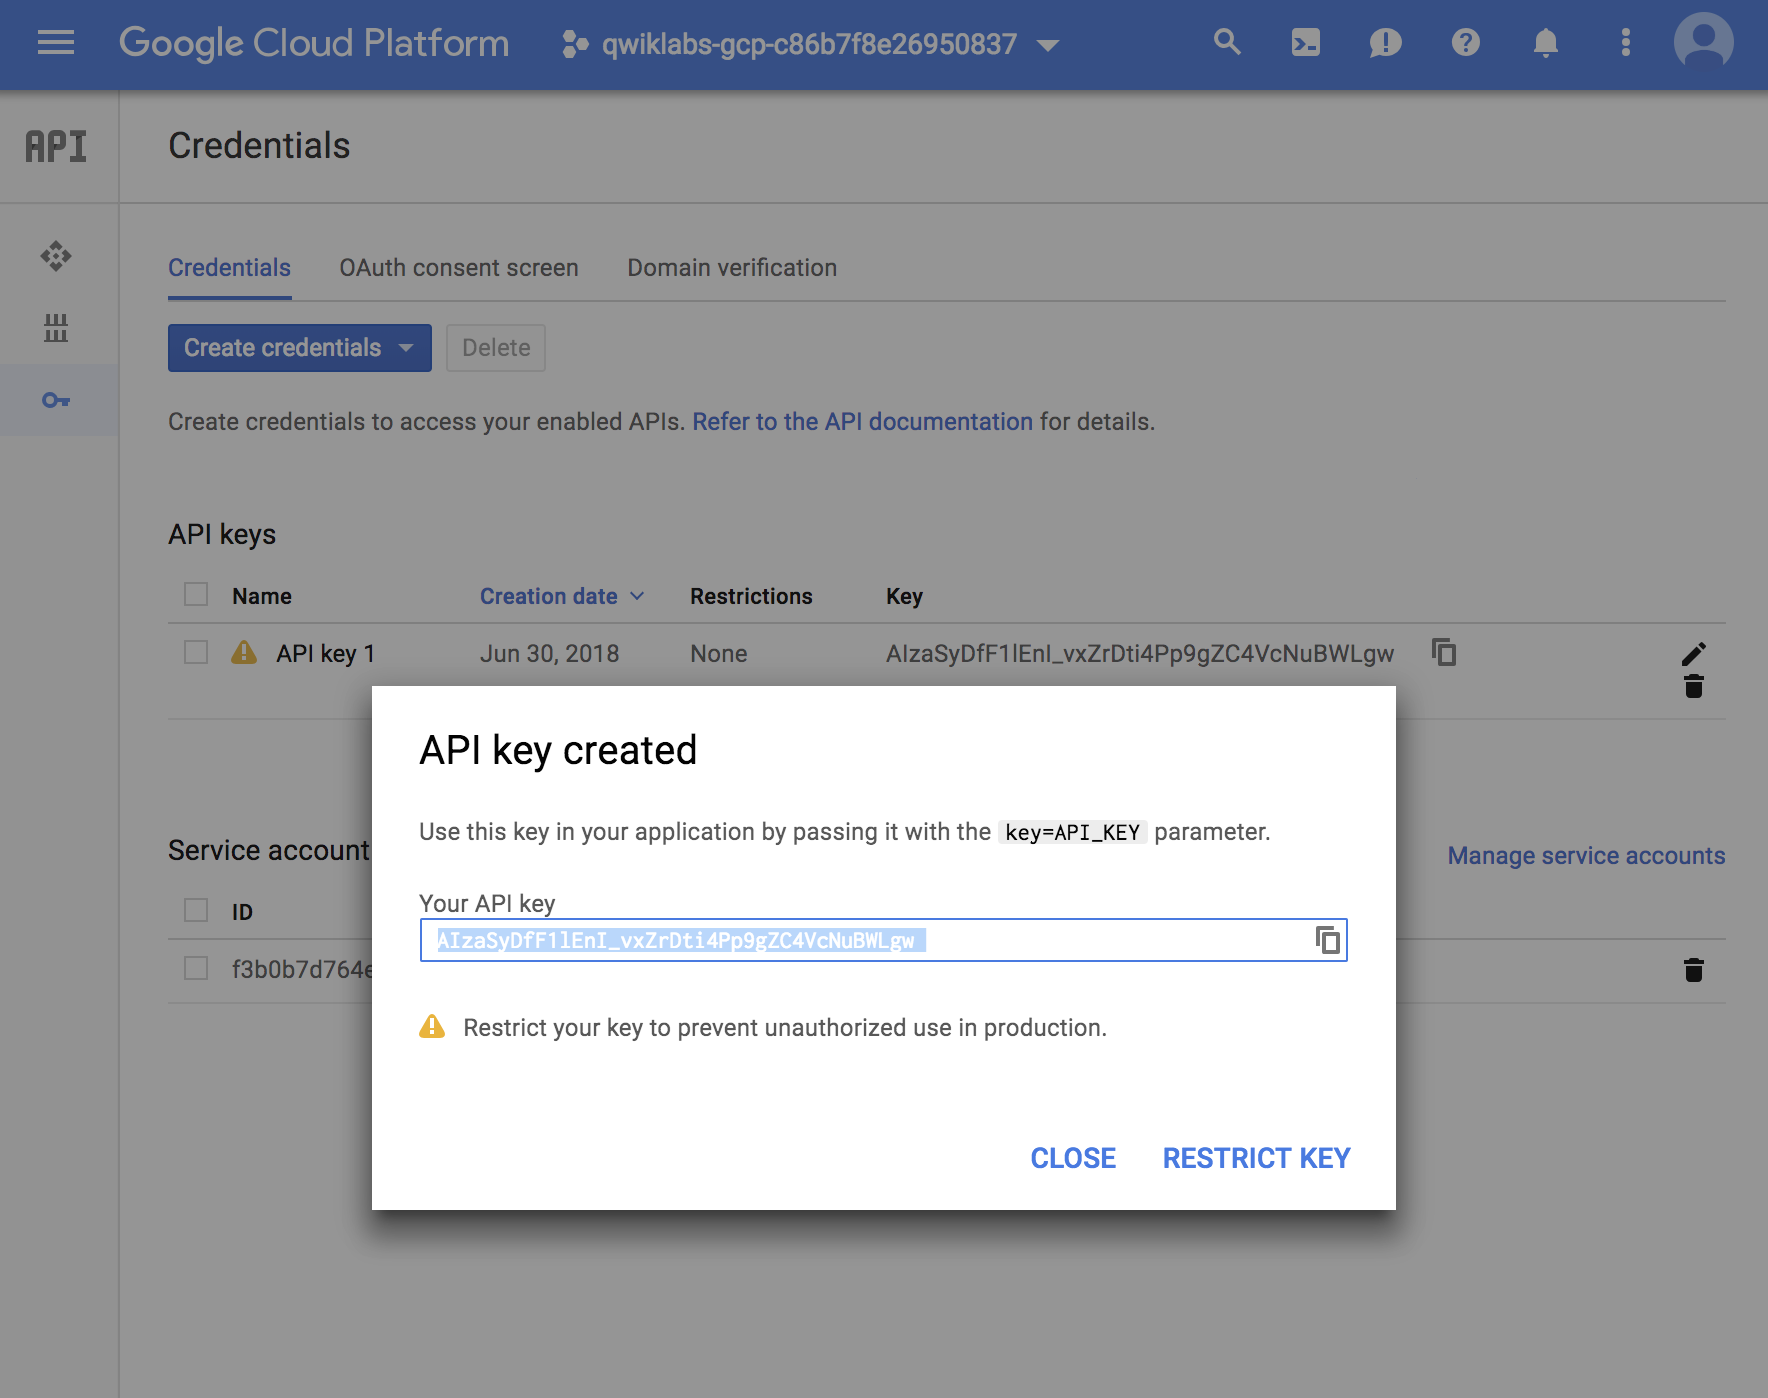 Google Cloud Platform
qwiklabs-gcp-c86b7f8e26950837
API
Credentials
Credentials
OAuth consent screen
Domain verification
Create credentials
Delete
Create credentials to access your enabled APIs. Refer to the API documentation for details.
API keys
Name
Creation date
Restrictions
Key
API key 1
Jun 30, 2018
None
AIzaSyDfF1lEnI_vxZrDti4Pp9gZC4VcNuBWLgw
API key created
Use this key in your application by passing it with the key=API_KEY parameter.
Your API key
AIzaSyDfF1lEnI_vxZrDti4Pp9gZC4VcNuBWLgw
Restrict your key to prevent unauthorized use in production.
CLOSE
RESTRICT KEY
Service account
Manage service accounts
ID
f3b0b7d764e